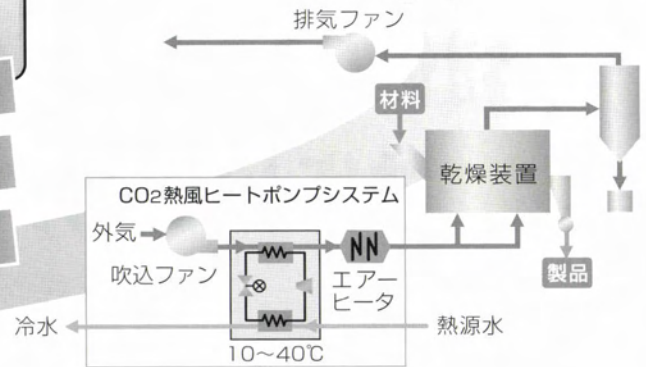 排気ファン
材料
乾燥装置
CO2熱風ヒートポンプシステム
外気
吹込ファン
エアー
ヒータ
製品
冷水
熱源水
10～40℃